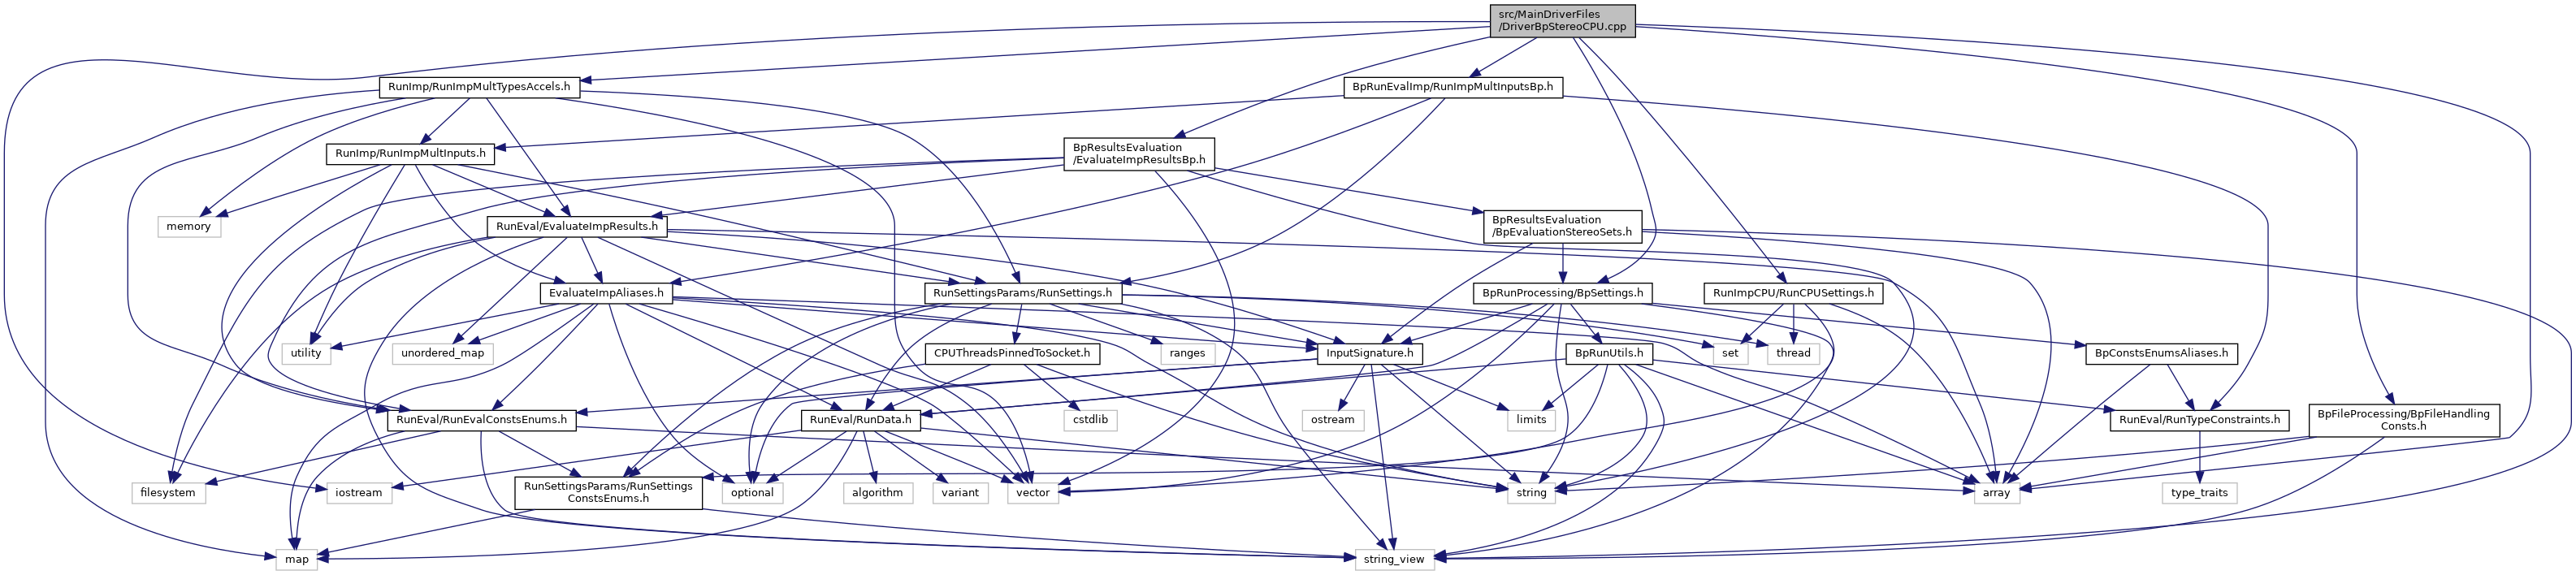 src/MainDriverFiles
/DriverBpStereoCPU.cpp
RunImp/RunImpMultTypesAccels.h
BpRunEvalImp/RunImpMultInputsBp.h
RunImp/RunImpMultInputs.h
BpResultsEvaluation
/EvaluateImpResultsBp.h
memory
RunEval/EvaluateImpResults.h
BpResultsEvaluation
/BpEvaluationStereoSets.h
EvaluateImpAliases.h
RunSettingsParams/RunSettings.h
BpRunProcessing/BpSettings.h
RunImpCPU/RunCPUSettings.h
utility
unordered_map
CPUThreadsPinnedToSocket.h
ranges
InputSignature.h
BpRunUtils.h
set
thread
BpConstsEnumsAliases.h
RunEval/RunEvalConstsEnums.h
RunEval/RunData.h
cstdlib
ostream
limits
RunEval/RunTypeConstraints.h
BpFileProcessing/BpFileHandling
Consts.h
filesystem
iostream
RunSettingsParams/RunSettings
ConstsEnums.h
optional
algorithm
variant
vector
string
array
type_traits
map
string_view